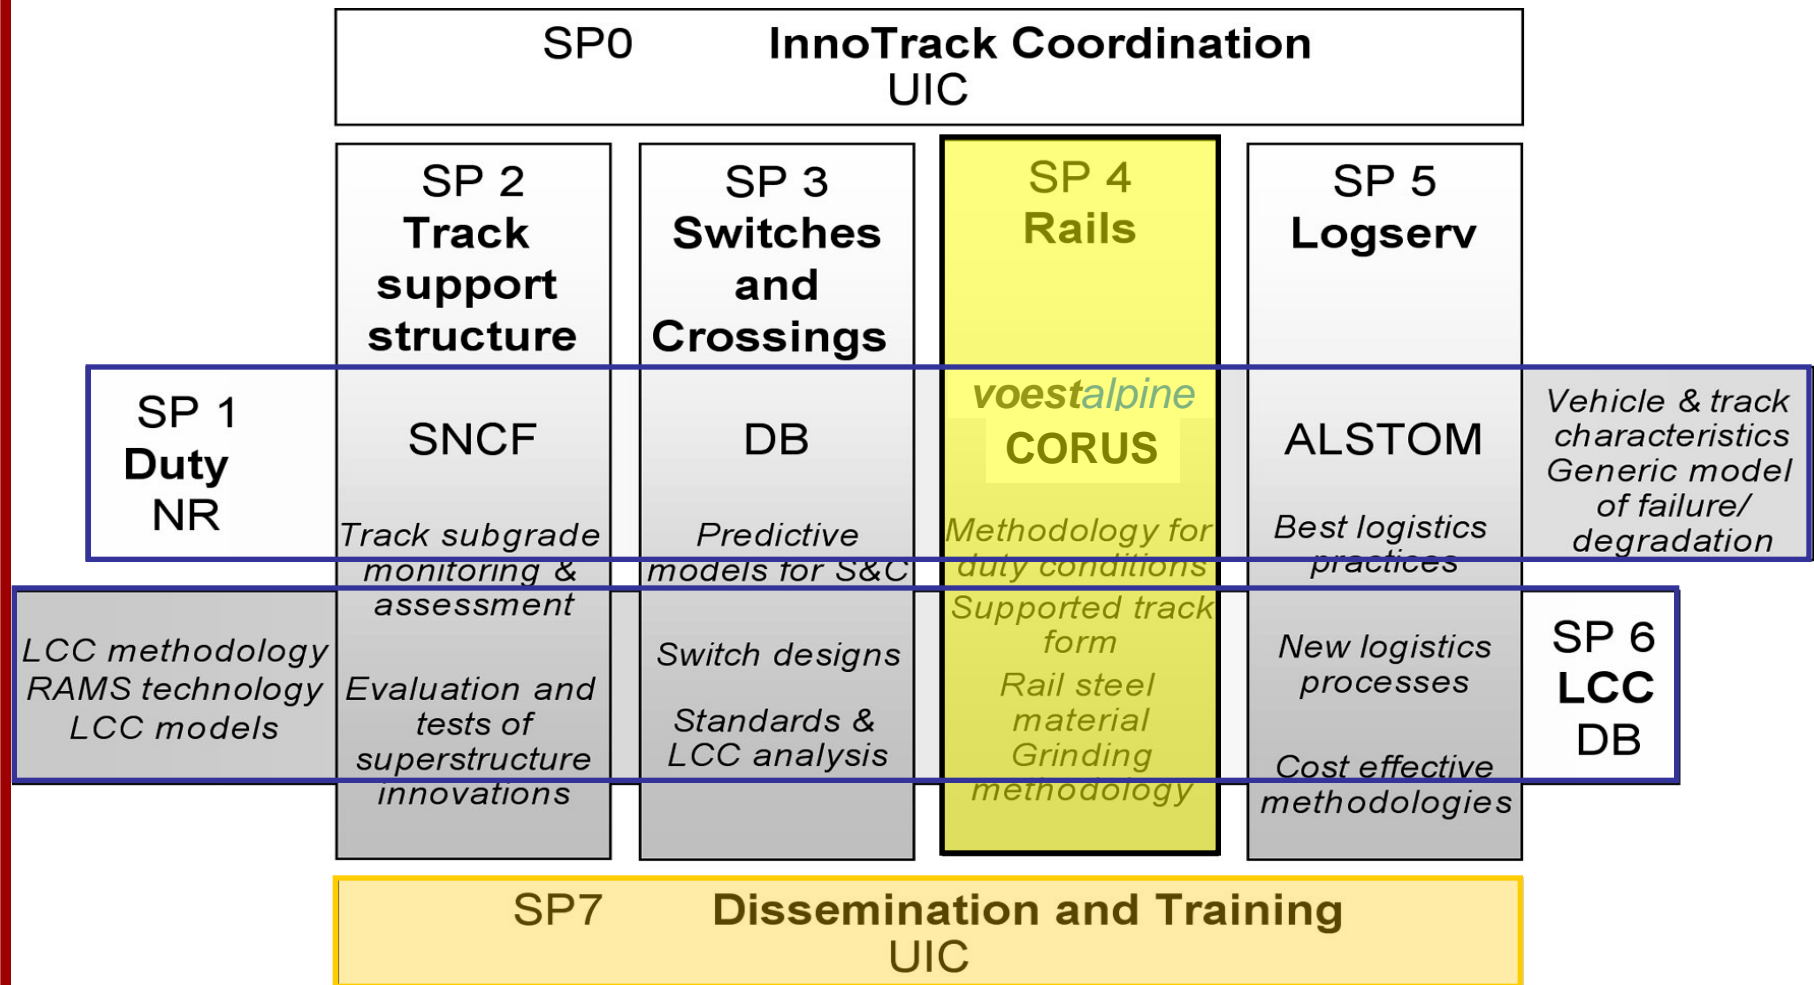 SP0 InnoTrack Coordination
UIC
SP 2
Track
support
structure
SNCF
Track subgrade
monitoring &
assessment
Evaluation and
tests of
superstructure
innovations
SP 3
Switches
and
Crossings
DB
Predictive
models for S&C
Switch designs
Standards &
LCC analysis
SP 4
Rails
voestalpine
CORUS
Methodology for
duty conditions
Supported track
form
Rail steel
material
Grinding
methodology
SP 5
Logserv
ALSTOM
Best logistics
practices
New logistics
processes
Cost effective
methodologies
SP 1
Duty
NR
Vehicle & track
characteristics
Generic model
of failure/
degradation
LCC methodology
RAMS technology
LCC models
SP 6
LCC
DB
SP7 Dissemination and Training
UIC